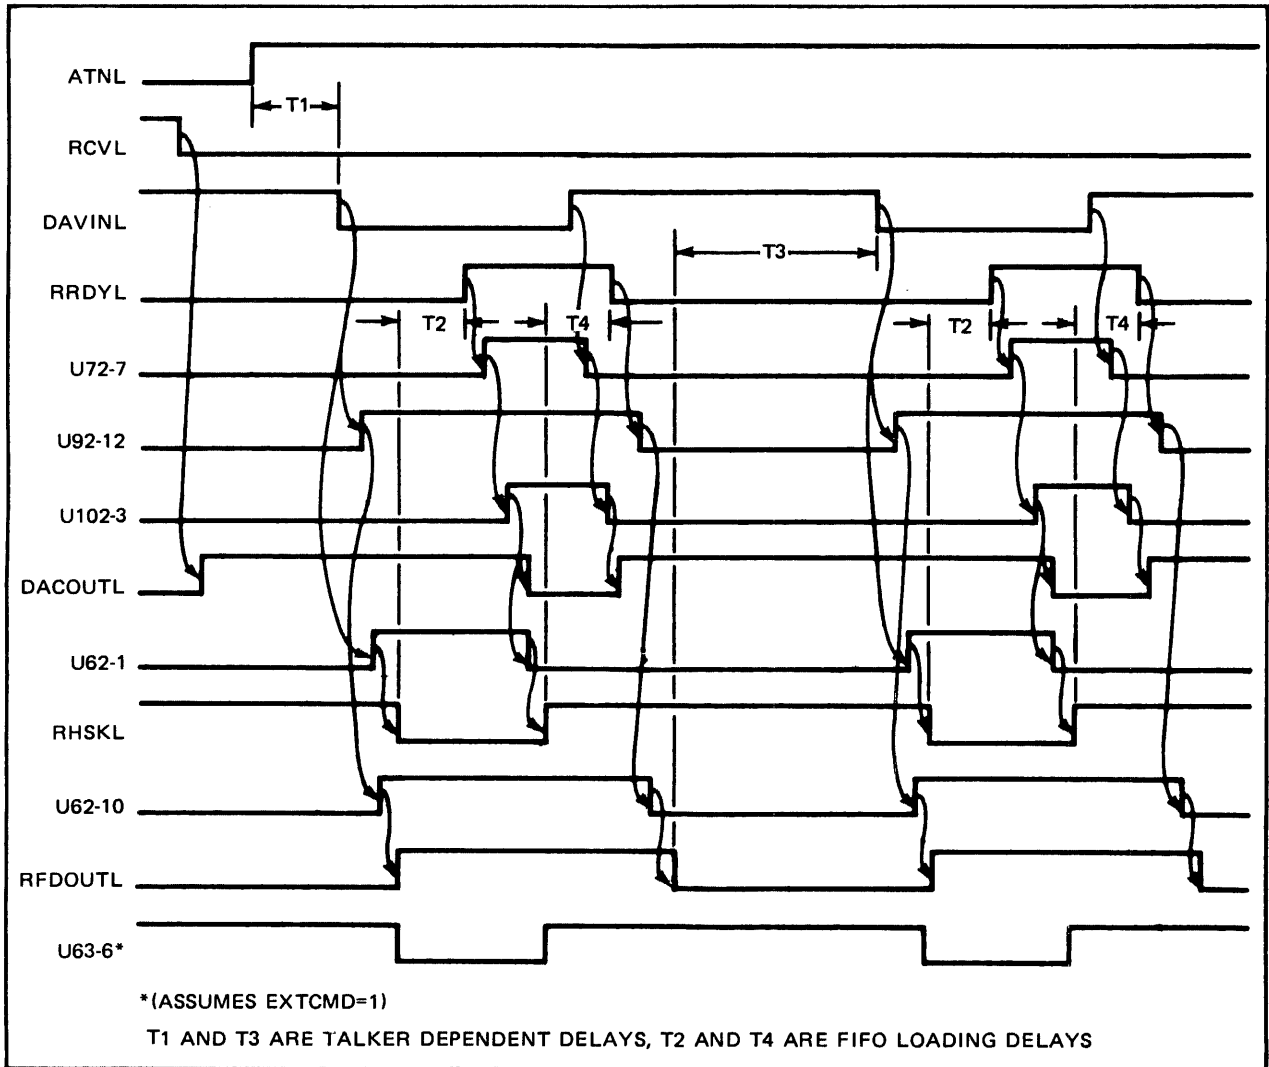 ATNL
T1
RCVL
DAVINL
T3
RRDYL
T2 T4 T2 T4
U72-7
U92-12
U102-3
DACOUTL
U62-1
RHSKL
U62-10
RFDOUTL
U63-6*
*(ASSUMES EXTCMD=1)
T1 AND T3 ARE TALKER DEPENDENT DELAYS, T2 AND T4 ARE FIFO LOADING DELAYS